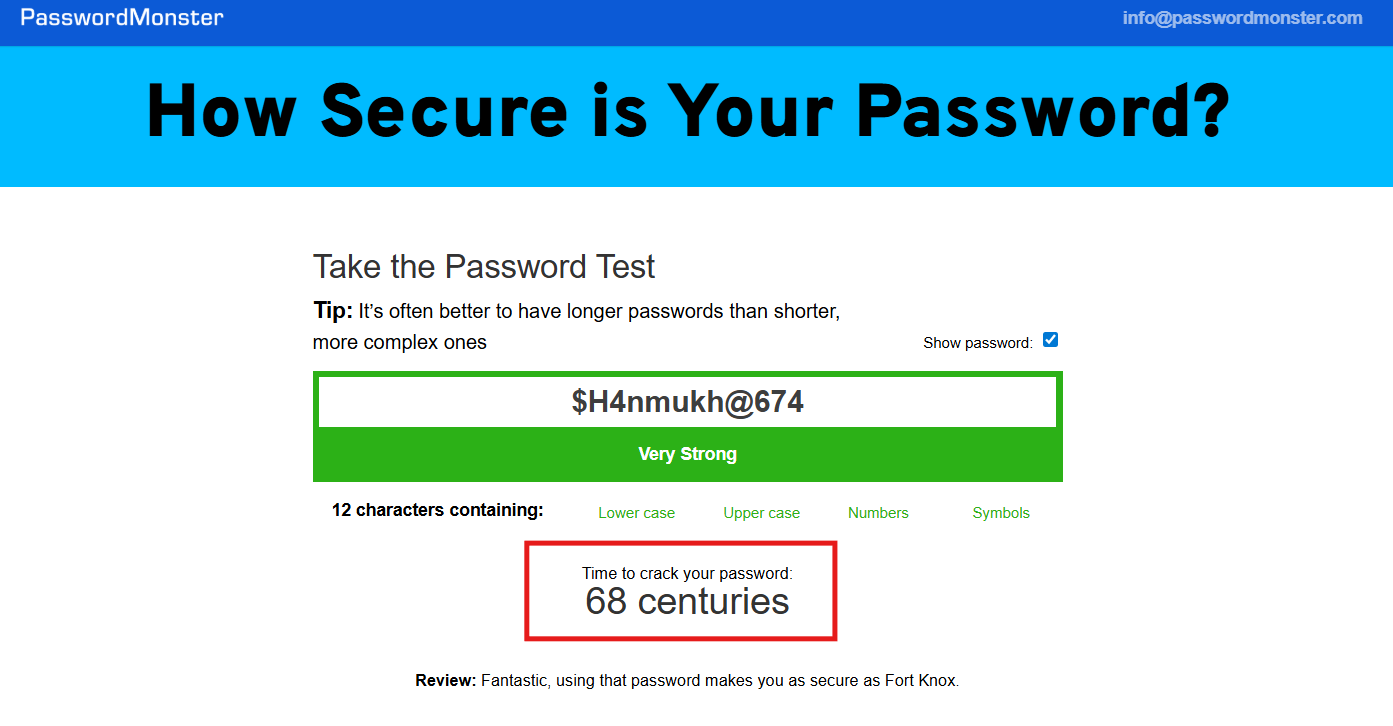 PasswordMonster
info@passwordmonster.com
How Secure is Your Password?
Take the Password Test
Tip: It’s often better to have longer passwords than shorter,
more complex ones
Show password:
$H4nmukh@674
Very Strong
12 characters containing:
Lower case
Upper case
Numbers
Symbols
Time to crack your password:
68 centuries
Review: Fantastic, using that password makes you as secure as Fort Knox.